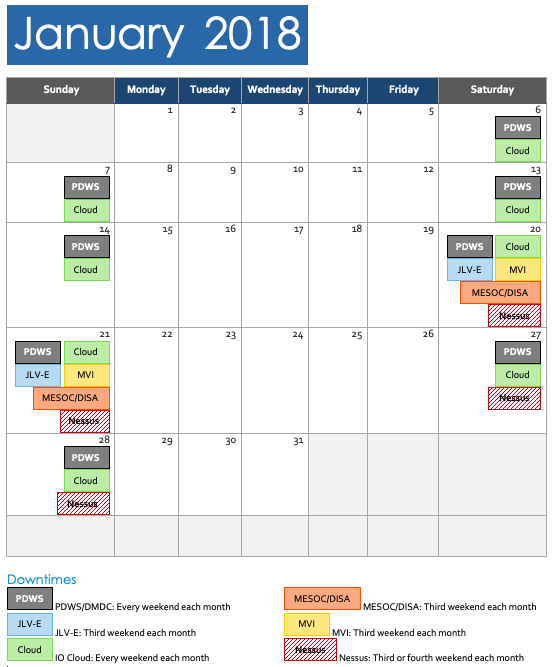 January 2018
Sunday Monday Tuesday Wednesday Thursday Friday Saturday
1 2 3 4 5 6
PDWS
Cloud
7 8 9 10 11 12 13
PDWS PDWS
Cloud Cloud
14 15 16 17 18 19 20
PDWS PDWS Cloud
Cloud JLV-E MVI
MESOC/DISA
Nessus
21 22 23 24 25 26 27
PDWS Cloud PDWS
JLV-E MVI Cloud
MESOC/DISA Nessus
Nessus
28 29 30 31
PDWS
Cloud
Nessus
Downtimes
PDWS PDWS/DMDC: Every weekend each month
MESOC/DISA MESOC/DISA: Third weekend each month
JLV-E JLV-E: Third weekend each month
MVI MVI: Third weekend each month
Cloud IO Cloud: Every weekend each month
Nessus Nessus: Third or fourth weekend each month